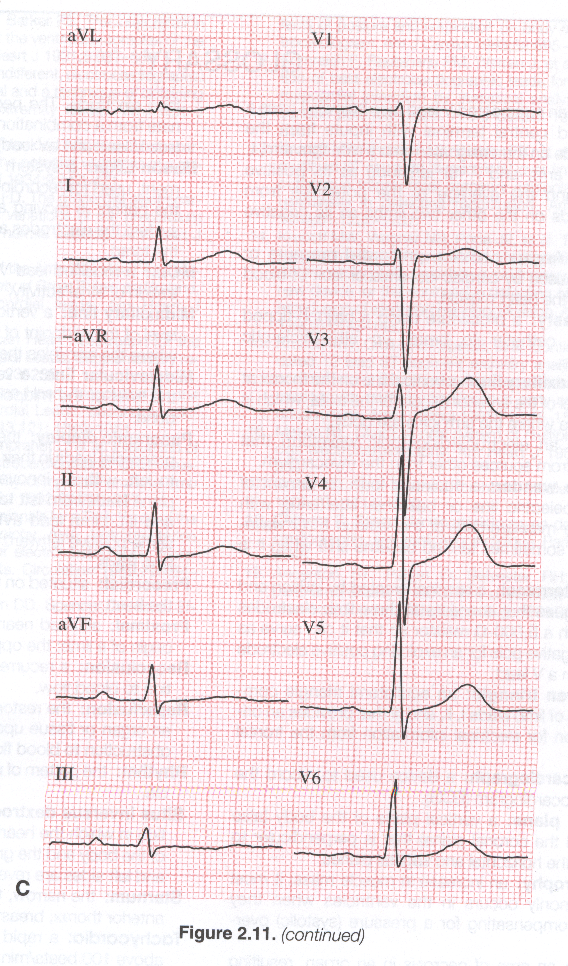 aVL V1
I V2
–aVR V3
II V4
aVF V5
III V6
C
Figure 2.11. (continued)